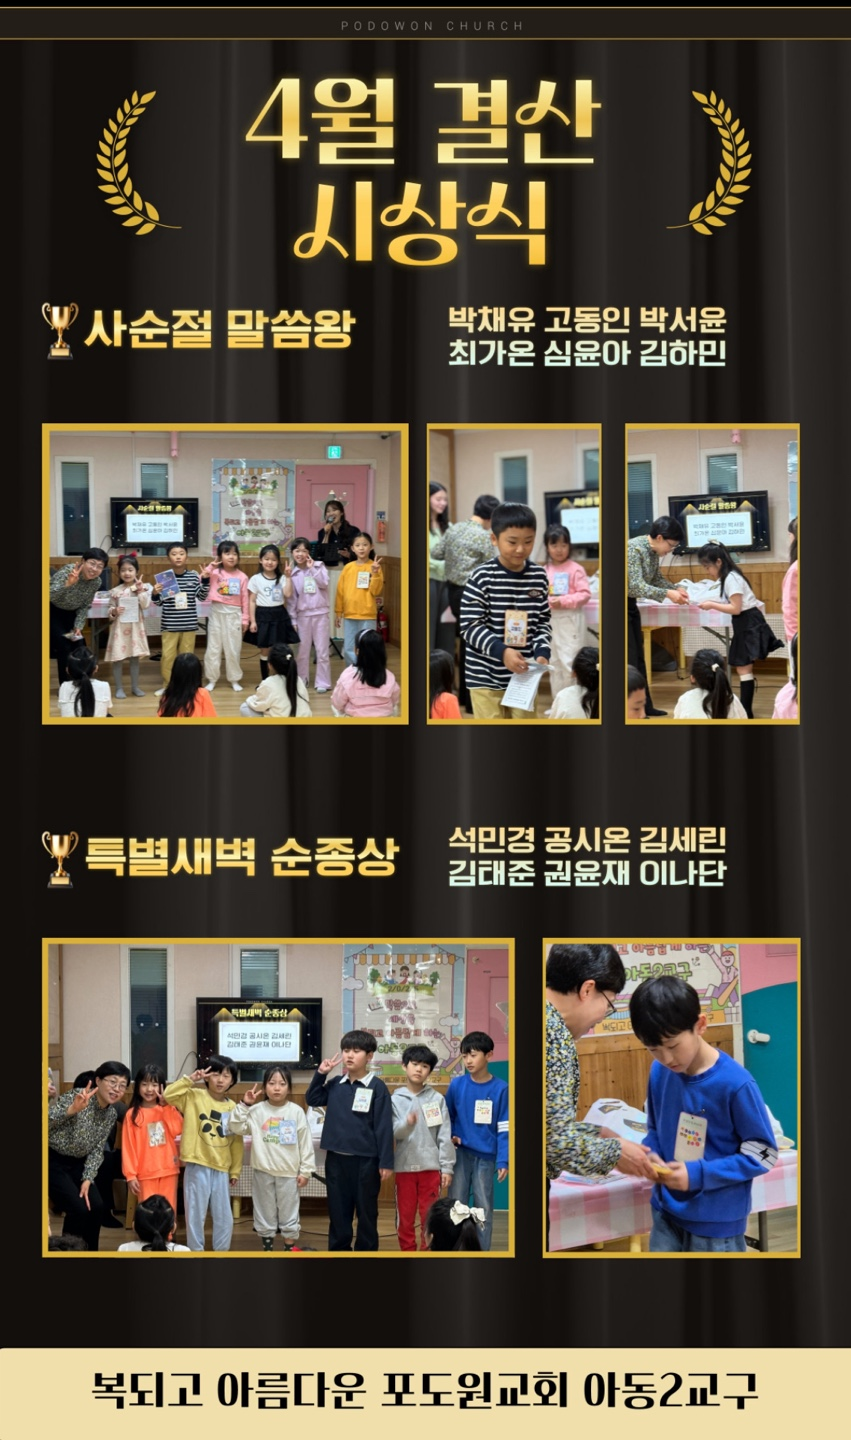 PODOWON CHURCH
4월 결산
시상식
사순절 말씀왕
박채유 고동인 박서윤
최가온 심윤아 김하민
사순절 말씀왕
박채유 고동인 박서윤
최가온 심윤아 김하민
특별새벽 순종상
석민경 공시온 김세린
김태준 권윤재 이나단
특별새벽 순종상
석민경 공시온 김세린
김태준 권윤재 이나단
아동2교구
복되고 아름다운 포도원교회 아동2교구